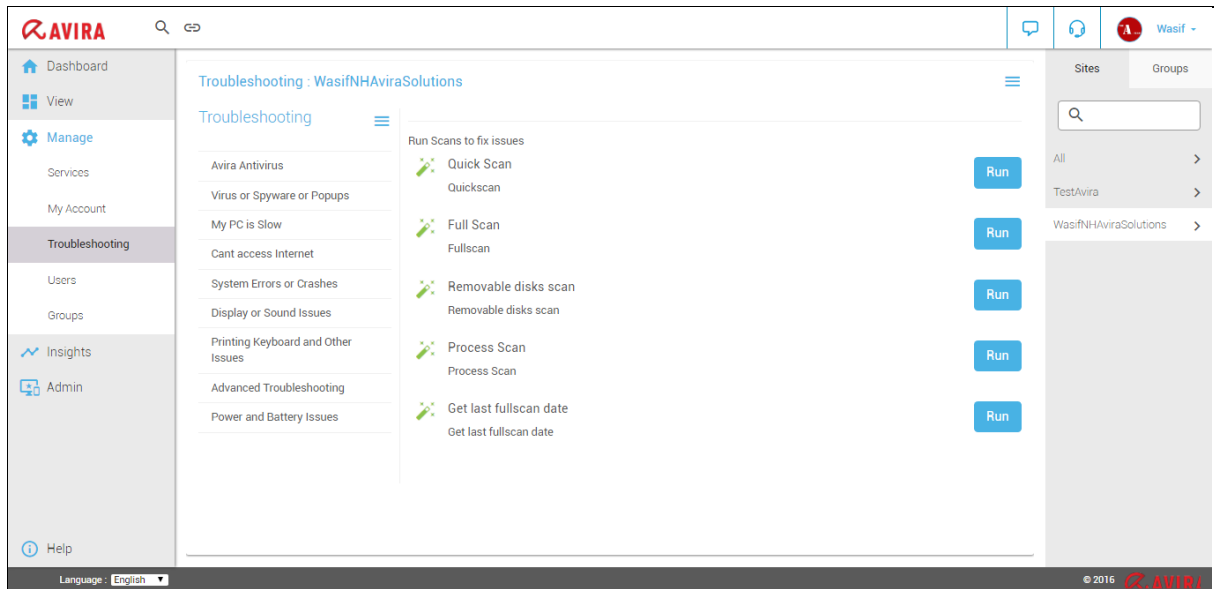 AVIRA
Wasif
Dashboard
View
Manage
Services
My Account
Troubleshooting
Users
Groups
Insights
Admin
Help
Troubleshooting : WasifNHAviraSolutions
Troubleshooting
Avira Antivirus
Virus or Spyware or Popups
My PC is Slow
Cant access Internet
System Errors or Crashes
Display or Sound Issues
Printing Keyboard and Other
Issues
Advanced Troubleshooting
Power and Battery Issues
Run Scans to fix issues
Quick Scan
Quickscan
Run
Full Scan
Fullscan
Run
Removable disks scan
Removable disks scan
Run
Process Scan
Process Scan
Run
Get last fullscan date
Get last fullscan date
Run
Sites Groups
All
TestAvira
WasifNHAviraSolutions
Language : English
© 2016 AVIRA